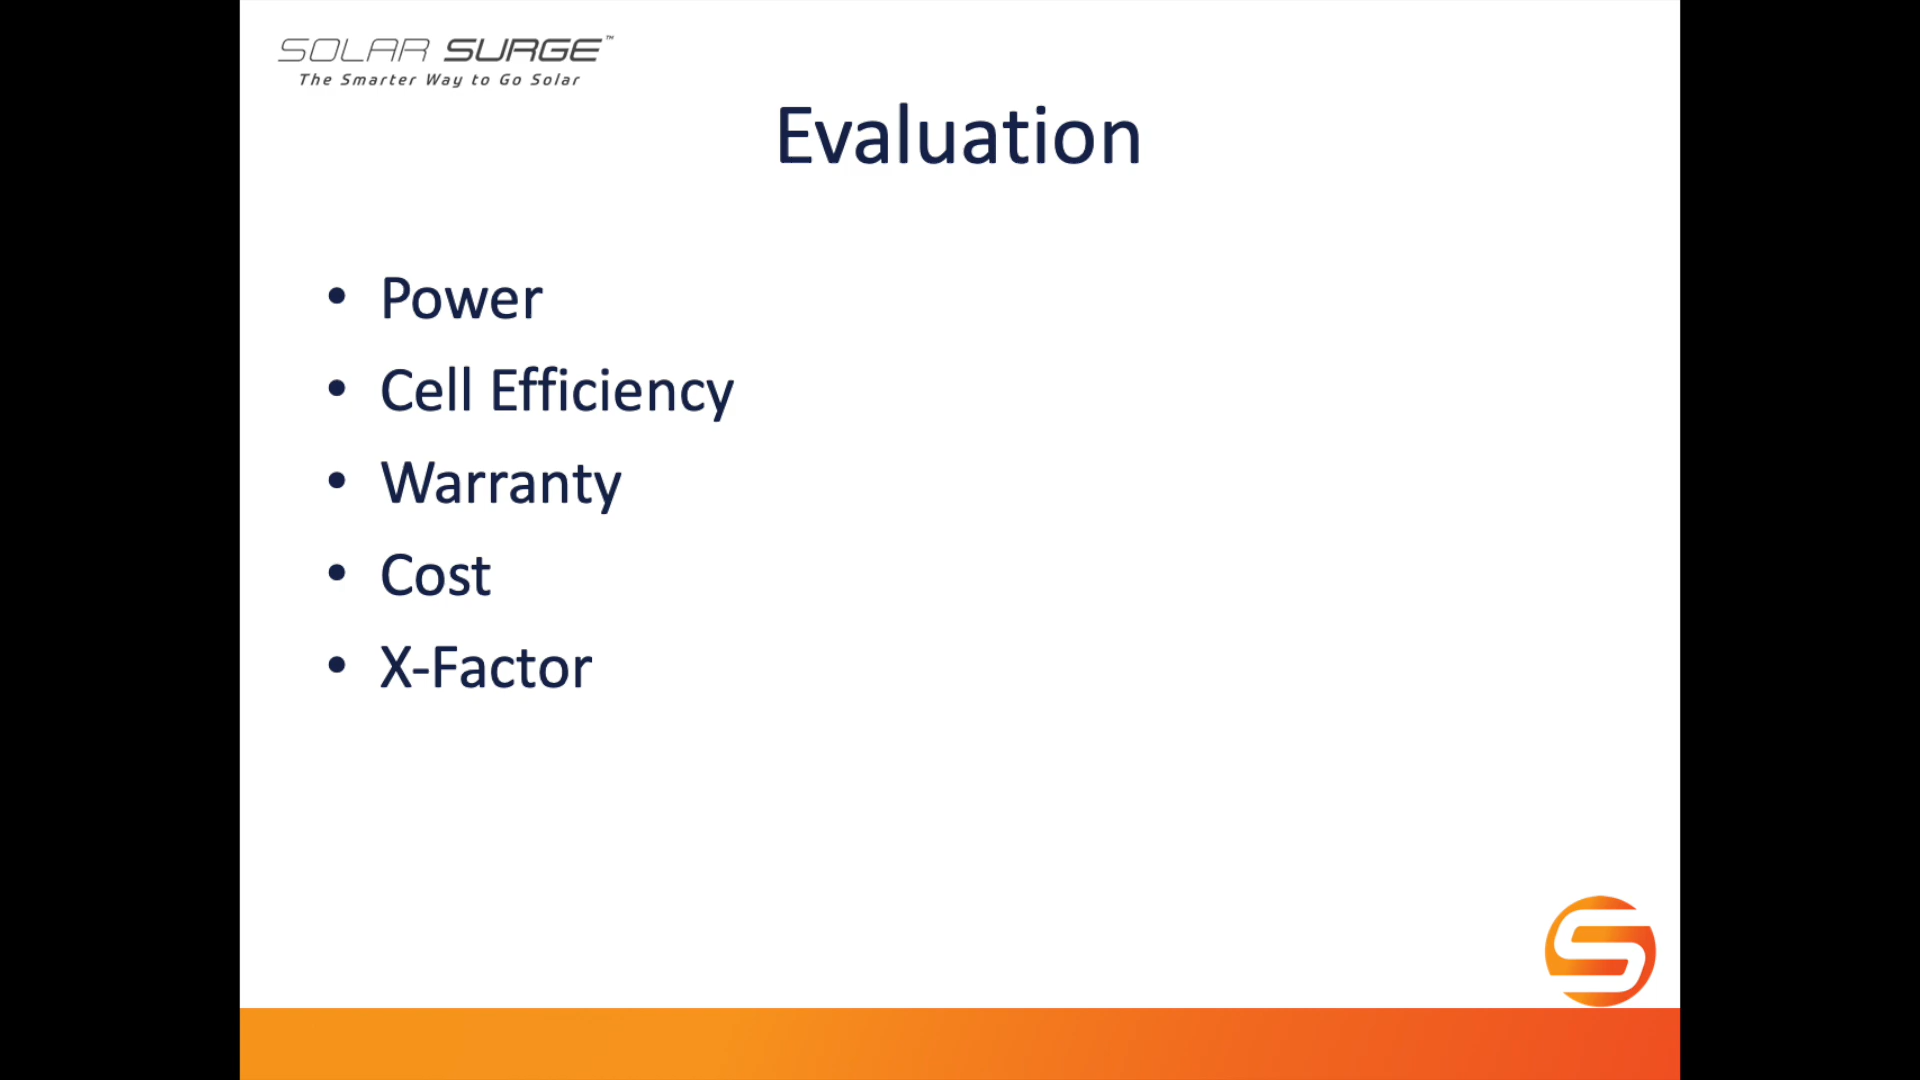 SOLAR SURGE™
The Smarter Way to Go Solar
Evaluation
• Power
• Cell Efficiency
• Warranty
• Cost
• X-Factor